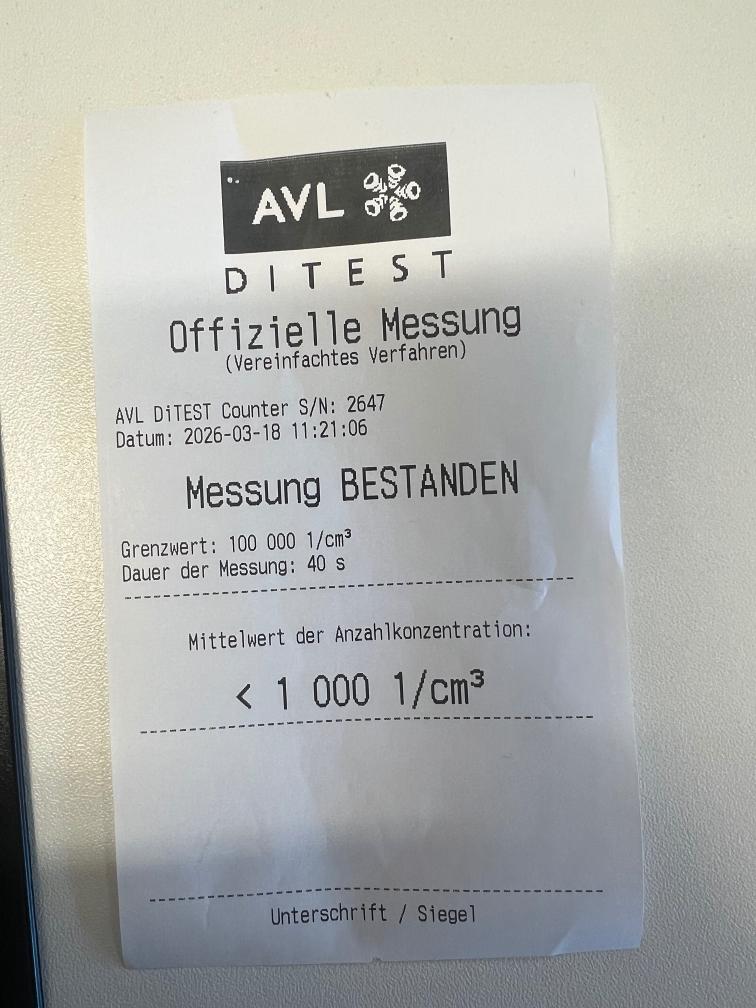 AVL
DITEST
Offizielle Messung
(Vereinfachtes Verfahren)
AVL DiTEST Counter S/N: 2647
Datum: 2026-03-18 11:21:06
Messung BESTANDEN
Grenzwert: 100 000 1/cm³
Dauer der Messung: 40 s
Mittelwert der Anzahlkonzentration:
< 1 000 1/cm³
Unterschrift / Siegel